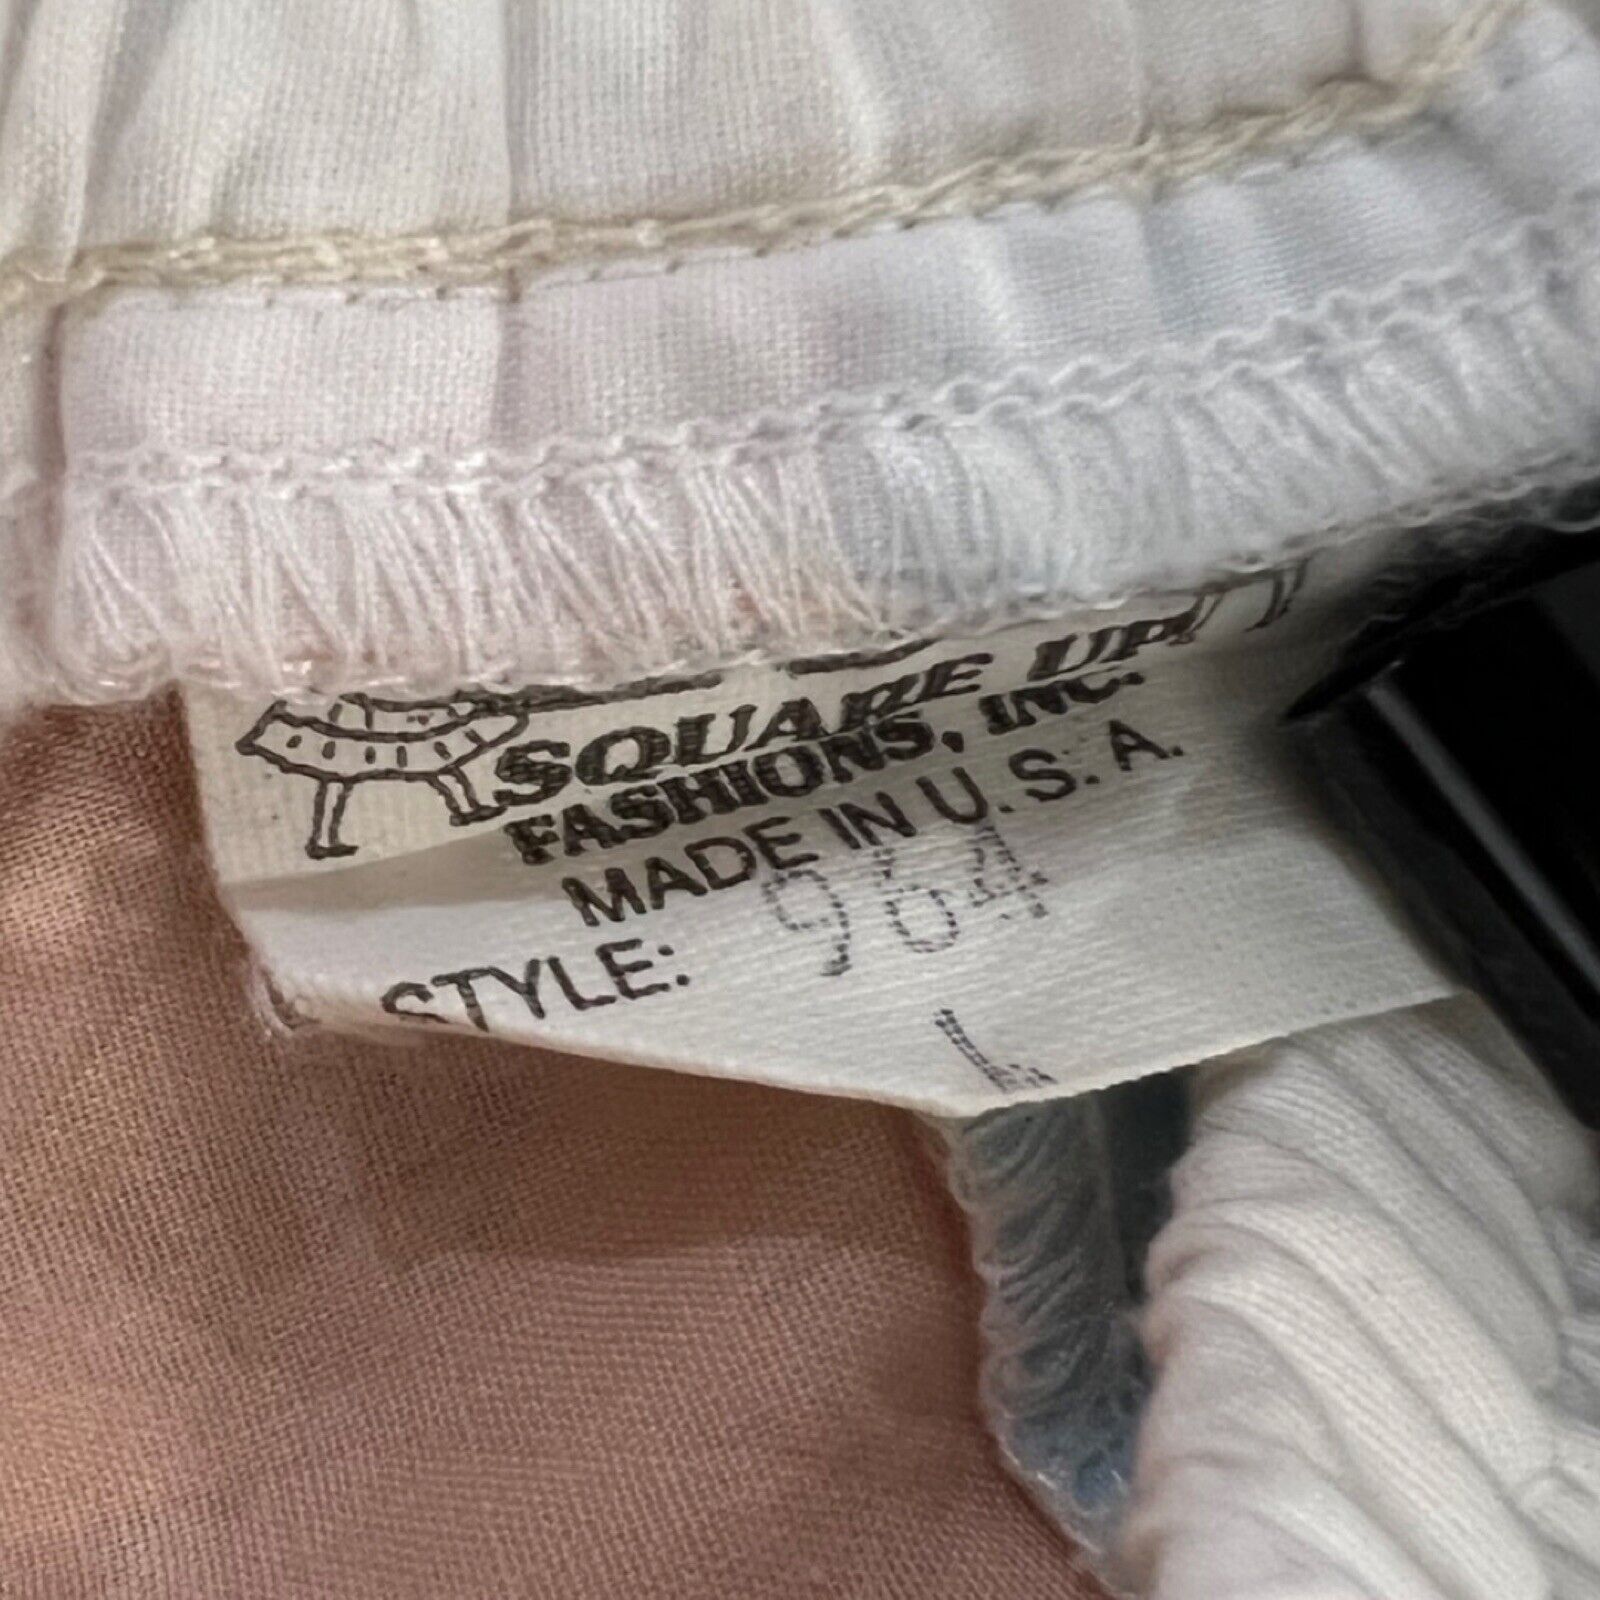 SQUARE UP
FASHIONS, INC.
MADE IN U.S.A.
STYLE: 964
L